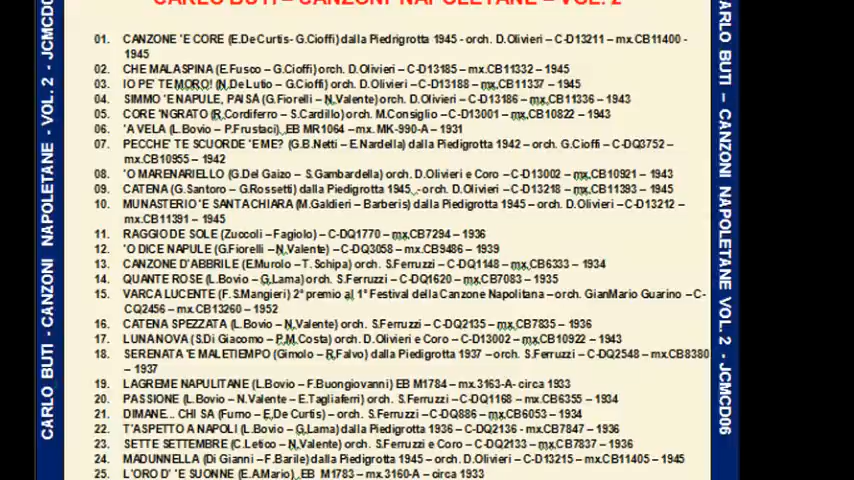 CARLO BUTI – CANZONI NAPOLETANE – VOL. 2
01. CANZONE 'E CORE (E.DeCurtis- G.Cioffi) dalla Piedrigrotta 1945 - orch. D.Olivieri – C-D13211 – mx.CB11400 -
1945
02. CHE MALASPINA (E.Fusco – G.Cioffi) orch. D.Olivieri – C-D13185 – mx.CB11332 – 1945
03. IO PE' TE MORO! (N.De Lutio – G.Cioffi) orch. D.Olivieri – C-D13188 – mx.CB11337 – 1945
04. SIMMO 'E NAPULE, PAISÀ (G.Fiorelli – N.Valente) orch. D.Olivieri – C-D13186 – mx.CB11336 – 1943
05. CORE 'NGRATO (R.Cordiferro – S.Cardillo) orch. M.Consiglio – C-D13001 – mx.CB10822 – 1943
06. 'A VELA (L.Bovio – P.Frustaci), EB MR1064 – mx. MK-990-A – 1931
07. PECCHE' TE SCUORDE 'E ME? (G.B.Netti – E.Nardella) dalla Piedigrotta 1942 – orch. G.Cioffi – C-DQ3752 –
mx.CB10955 – 1942
08. 'O MARENARIELLO (G.Del Gaizo – S.Gambardella) orch. D.Olivieri e Coro – C-D13002 – mx.CB10921 – 1943
09. CATENA (G.Santoro – G.Rossetti) dalla Piedigrotta 1945 - orch. D.Olivieri – C-D13218 – mx.CB11393 – 1945
10. MUNASTERIO 'E SANTA CHIARA (M.Galdieri – Barberis) dalla Piedigrotta 1945 – orch. D.Olivieri – C-D13212 –
mx.CB11391 – 1945
11. RAGGIO DE SOLE (Zuccoli – Fagiolo) – C-DQ1770 – mx.CB7294 – 1936
12. 'O DICE NAPULE (G.Fiorelli – N.Valente) – C-DQ3058 – mx.CB9486 – 1939
13. CANZONE D'ABBRILE (E.Murolo – T. Schipa) orch. S.Ferruzzi – C-DQ1148 – mx.CB6333 – 1934
14. QUANTE ROSE (L.Bovio – G.Lama) orch. S.Ferruzzi – C-DQ1620 – mx.CB7083 – 1935
15. VARCA LUCENTE (F.S.Mangieri) 2° premio al 1° Festival della Canzone Napolitana – orch. GianMario Guarino – C-
CQ2456 – mx.CB13260 – 1952
16. CATENA SPEZZATA (L.Bovio – N.Valente) orch. S.Ferruzzi – C-DQ2135 – mx.CB7835 – 1936
17. LUNA NOVA (S.Di Giacomo – P.M.Costa) orch. D.Olivieri e Coro – C-D13002 – mx.CB10922 – 1943
18. SERENATA 'E MALETIEMPO (Gimolo – R.Falvo) dalla Piedigrotta 1937 – orch. S.Ferruzzi – C-DQ2548 – mx.CB8380
– 1937
19. LAGREME NAPULITANE (L.Bovio – F.Buongiovanni) EB M1784 – mx.3163-A- circa 1933
20. PASSIONE (L.Bovio – N.Valente – E.Tagliaferri) orch. S.Ferruzzi – C-DQ1168 – mx.CB6355 – 1934
21. DIMANE... CHI SA (Furno – E.De Curtis) – orch. S.Ferruzzi – C-DQ886 – mx.CB6053 – 1934
22. T'ASPETTO A NAPOLI (L.Bovio – G.Lama) dalla Piedigrotta 1936 – C-DQ2136 - mx.CB7847 – 1936
23. SETTE SETTEMBRE (C.Letico – N.Valente) orch. S.Ferruzzi e Coro – C-DQ2133 – mx.CB7837 – 1936
24. MADUNNELLA (Di Gianni – F.Barile) dalla Piedigrotta 1945 – orch. D.Olivieri – C-D13215 – mx.CB11405 – 1945
25. L'ORO D' 'E SUONNE (E.A.Mario), EB M1783 – mx.3160-A – circa 1933
CARLO BUTI - CANZONI NAPOLETANE - VOL. 2 - JCMCD0
ARLO BUTI – CANZONI NAPOLETANE VOL. 2 - JCMCD06